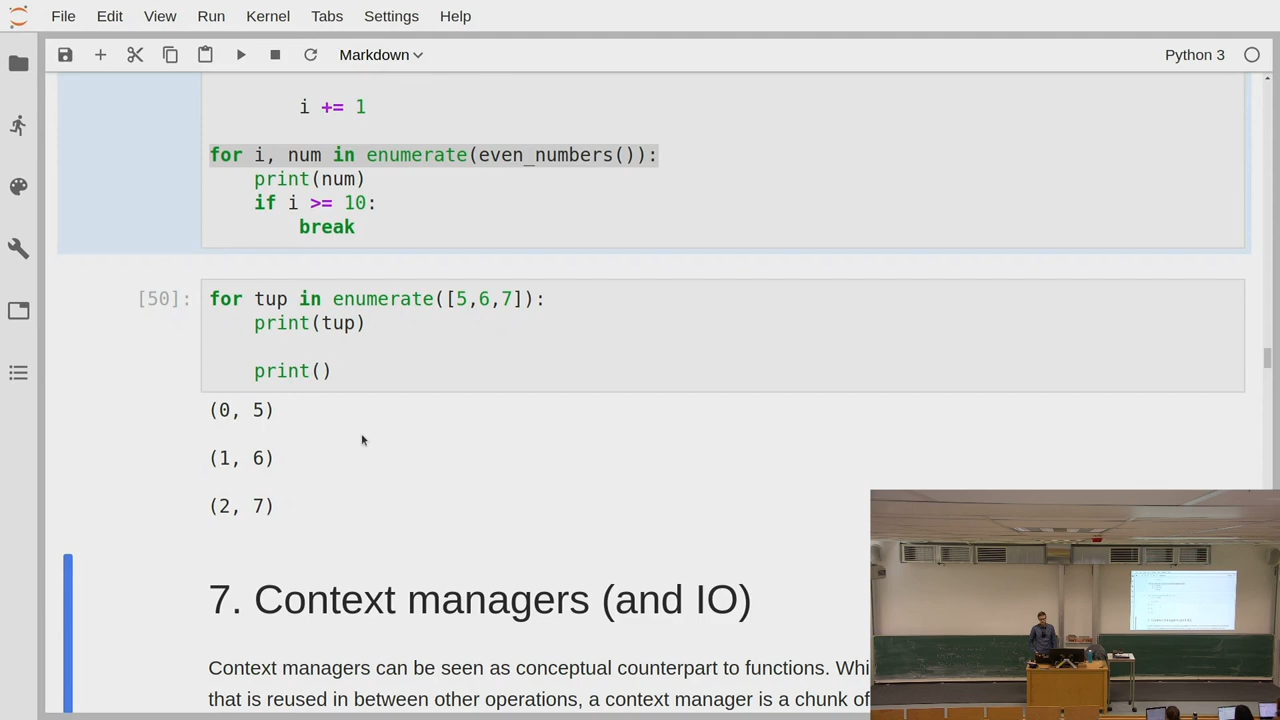 File Edit View Run Kernel Tabs Settings Help
Markdown Python 3
i += 1
for i, num in enumerate(even_numbers()):
print(num)
if i >= 10:
break
[50]: for tup in enumerate([5,6,7]):
print(tup)
print()
(0, 5)
(1, 6)
(2, 7)
7. Context managers (and IO)
Context managers can be seen as conceptual counterpart to functions. Whi
that is reused in between other operations, a context manager is a chunk of